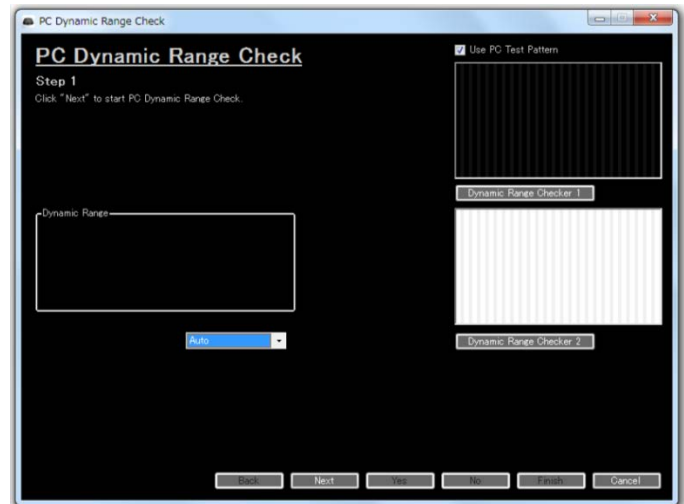 PC Dynamic Range Check
PC Dynamic Range Check
Step 1
Click "Next" to start PC Dynamic Range Check.
Use PC Test Pattern
Dynamic Range Checker 1
Dynamic Range
Auto
Dynamic Range Checker 2
Back Next Yes No Finish Cancel